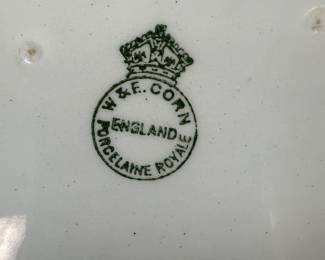 W & E. CORN
ENGLAND
PORCELAINE ROYALE